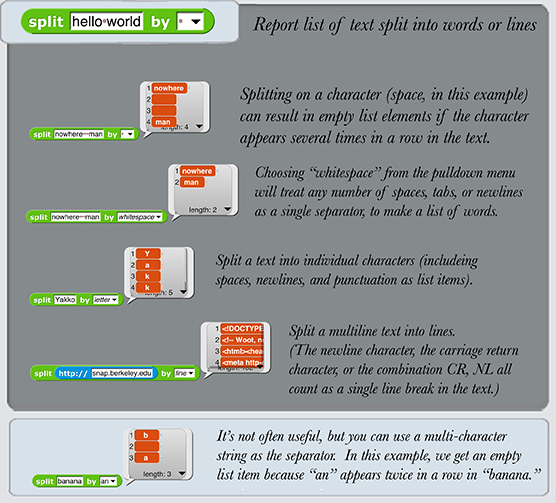 split hello•world by •
Report list of text split into words or lines
1 nowhere
2
3
4 man
length: 4
split nowhere•••man by •
Splitting on a character (space, in this example)
can result in empty list elements if the character
appears several times in a row in the text.
1 nowhere
2 man
length: 2
split nowhere•••man by whitespace
Choosing “whitespace” from the pulldown menu
will treat any number of spaces, tabs, or newlines
as a single separator, to make a list of words.
1 Y
2 a
3 k
4 k
length: 5
split Yakko by letter
Split a text into individual characters (includeing
spaces, newlines, and punctuation as list items).
1 <!DOCTYPE
2 <!-- Woot, n
3 <html><hea
4 <meta http-
split http:// snap.berkeley.edu by line
Split a multiline text into lines.
(The newline character, the carriage return
character, or the combination CR, NL all
count as a single line break in the text.)
1 b
2
3 a
length: 3
split banana by an
It’s not often useful, but you can use a multi-character
string as the separator. In this example, we get an empty
list item because “an” appears twice in a row in “banana.”